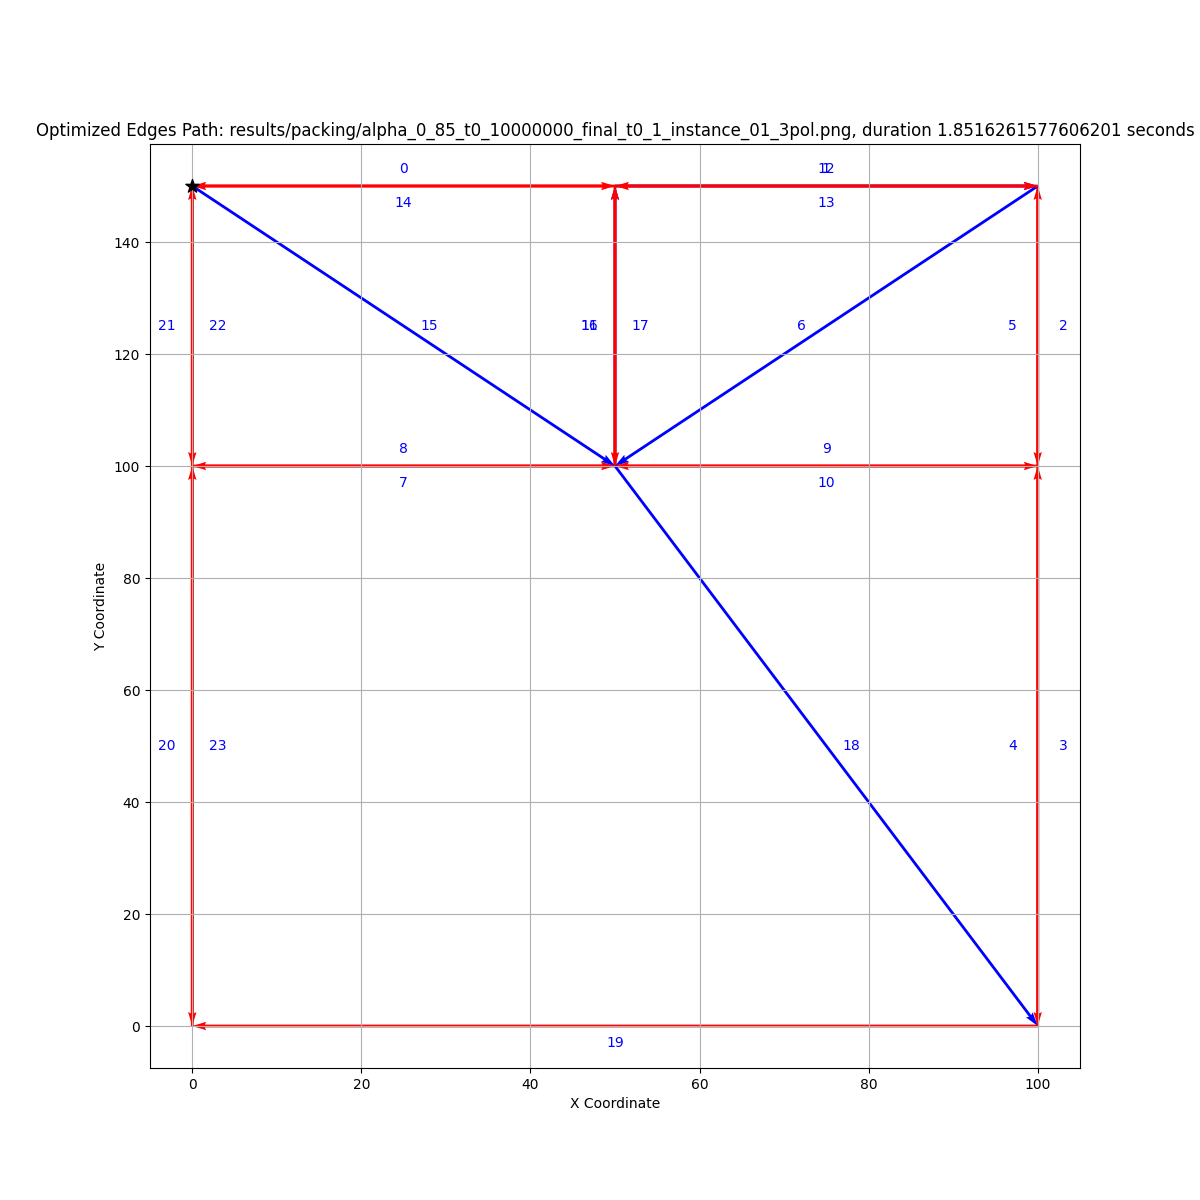 Optimized Edges Path: results/packing/alpha_0_85_t0_10000000_final_t0_1_instance_01_3pol.png, duration 1.8516261577606201 seconds
0
14 13
21 22 15 17 6 5 2
8 9
7 10
20 23 18 4 3
19
140
120
100
80
60
40
20
0
Y Coordinate
0 20 40 60 80 100
X Coordinate